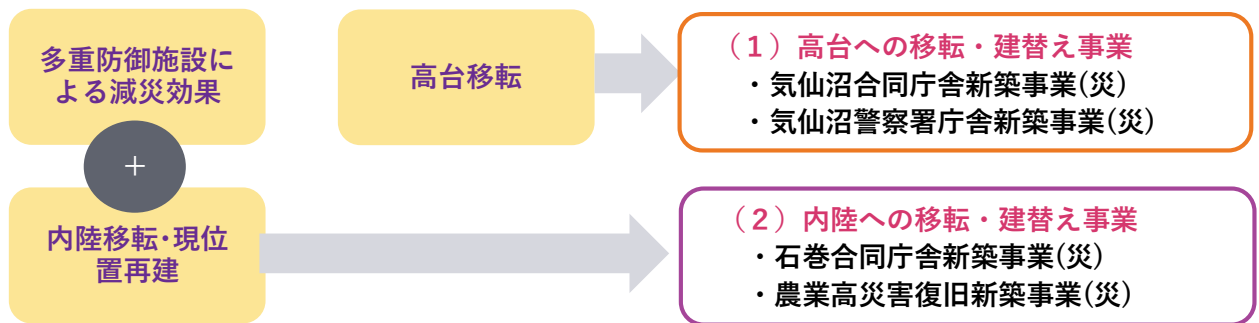 多重防御施設に
よる減災効果
+
内陸移転･現位
置再建
高台移転
（１）高台への移転・建替え事業
・気仙沼合同庁舎新築事業(災)
・気仙沼警察署庁舎新築事業(災)
（２）内陸への移転・建替え事業
・石巻合同庁舎新築事業(災)
・農業高災害復旧新築事業(災)